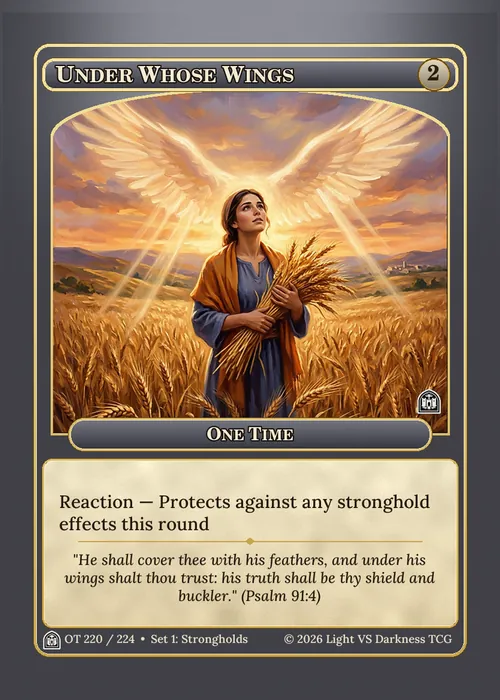 UNDER WHOSE WINGS
2
ONE TIME
Reaction — Protects against any stronghold
effects this round
"He shall cover thee with his feathers, and under his
wings shalt thou trust: his truth shall be thy shield and
buckler." (Psalm 91:4)
OT 220 / 224 • Set 1: Strongholds © 2026 Light VS Darkness TCG